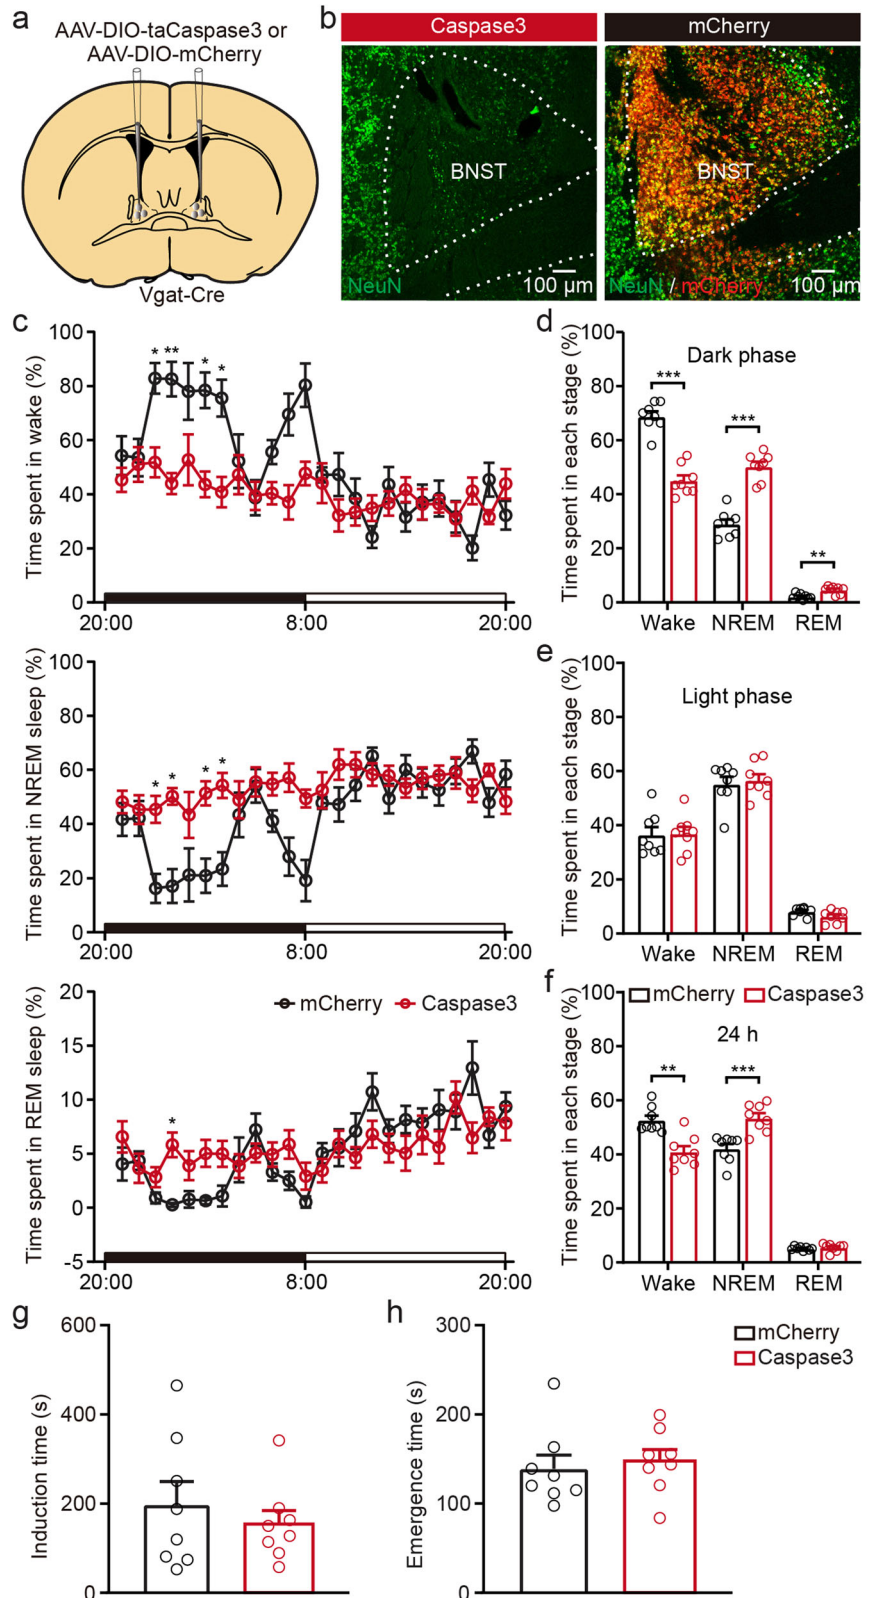 a
AAV-DIO-taCaspase3 or
AAV-DIO-mCherry
Vgat-Cre
b
Caspase3
mCherry
BNST
BNST
NeuN
100 μm
NeuN / mCherry
100 μm
c
Time spent in wake (%)
100
80
60
40
20
0
* ** * *
20:00 8:00 20:00
Time spent in NREM sleep (%)
100
80
60
40
20
0
* * * *
20:00 8:00 20:00
Time spent in REM sleep (%)
20
15
10
5
0
-5
mCherry Caspase3
*
20:00 8:00 20:00
d
Time spent in each stage (%)
100
80
60
40
20
0
Dark phase
***
***
**
Wake NREM REM
e
Time spent in each stage (%)
100
80
60
40
20
0
Light phase
Wake NREM REM
f
Time spent in each stage (%)
100
80
60
40
20
0
mCherry Caspase3
24 h
** ***
Wake NREM REM
g
Induction time (s)
600
400
200
0
h
Emergence time (s)
300
200
100
0
mCherry
Caspase3